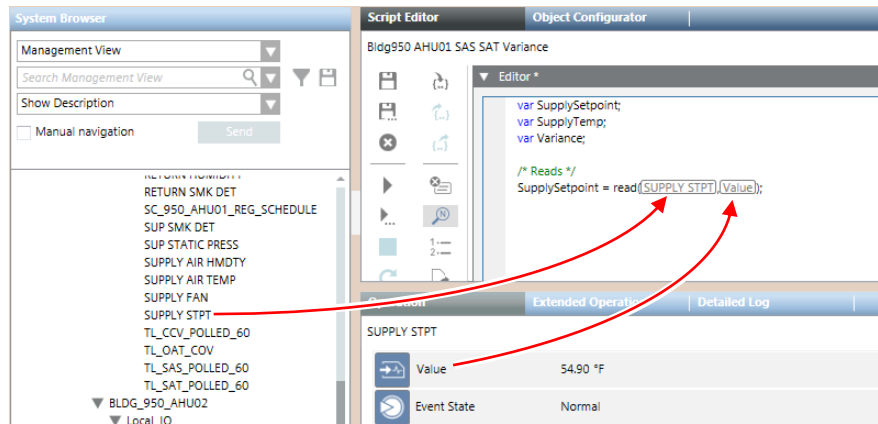 System Browser
Management View
Search Management View
Show Description
Manual navigation
Send
RETURN HUMIDITY
RETURN SMK DET
SC_950_AHU01_REG_SCHEDULE
SUP SMK DET
SUP STATIC PRESS
SUPPLY AIR HMDTY
SUPPLY AIR TEMP
SUPPLY FAN
SUPPLY STPT
TL_CCV_POLLED_60
TL_OAT_COV
TL_SAS_POLLED_60
TL_SAT_POLLED_60
BLDG_950_AHU02
Local_IO
Script Editor
Object Configurator
Bldg950 AHU01 SAS SAT Variance
Editor *
var SupplySetpoint;
var SupplyTemp;
var Variance;
/* Reads */
SupplySetpoint = read(SUPPLY STPT,Value);
Operation
Extended Operation
Detailed Log
SUPPLY STPT
Value 54.90 °F
Event State Normal